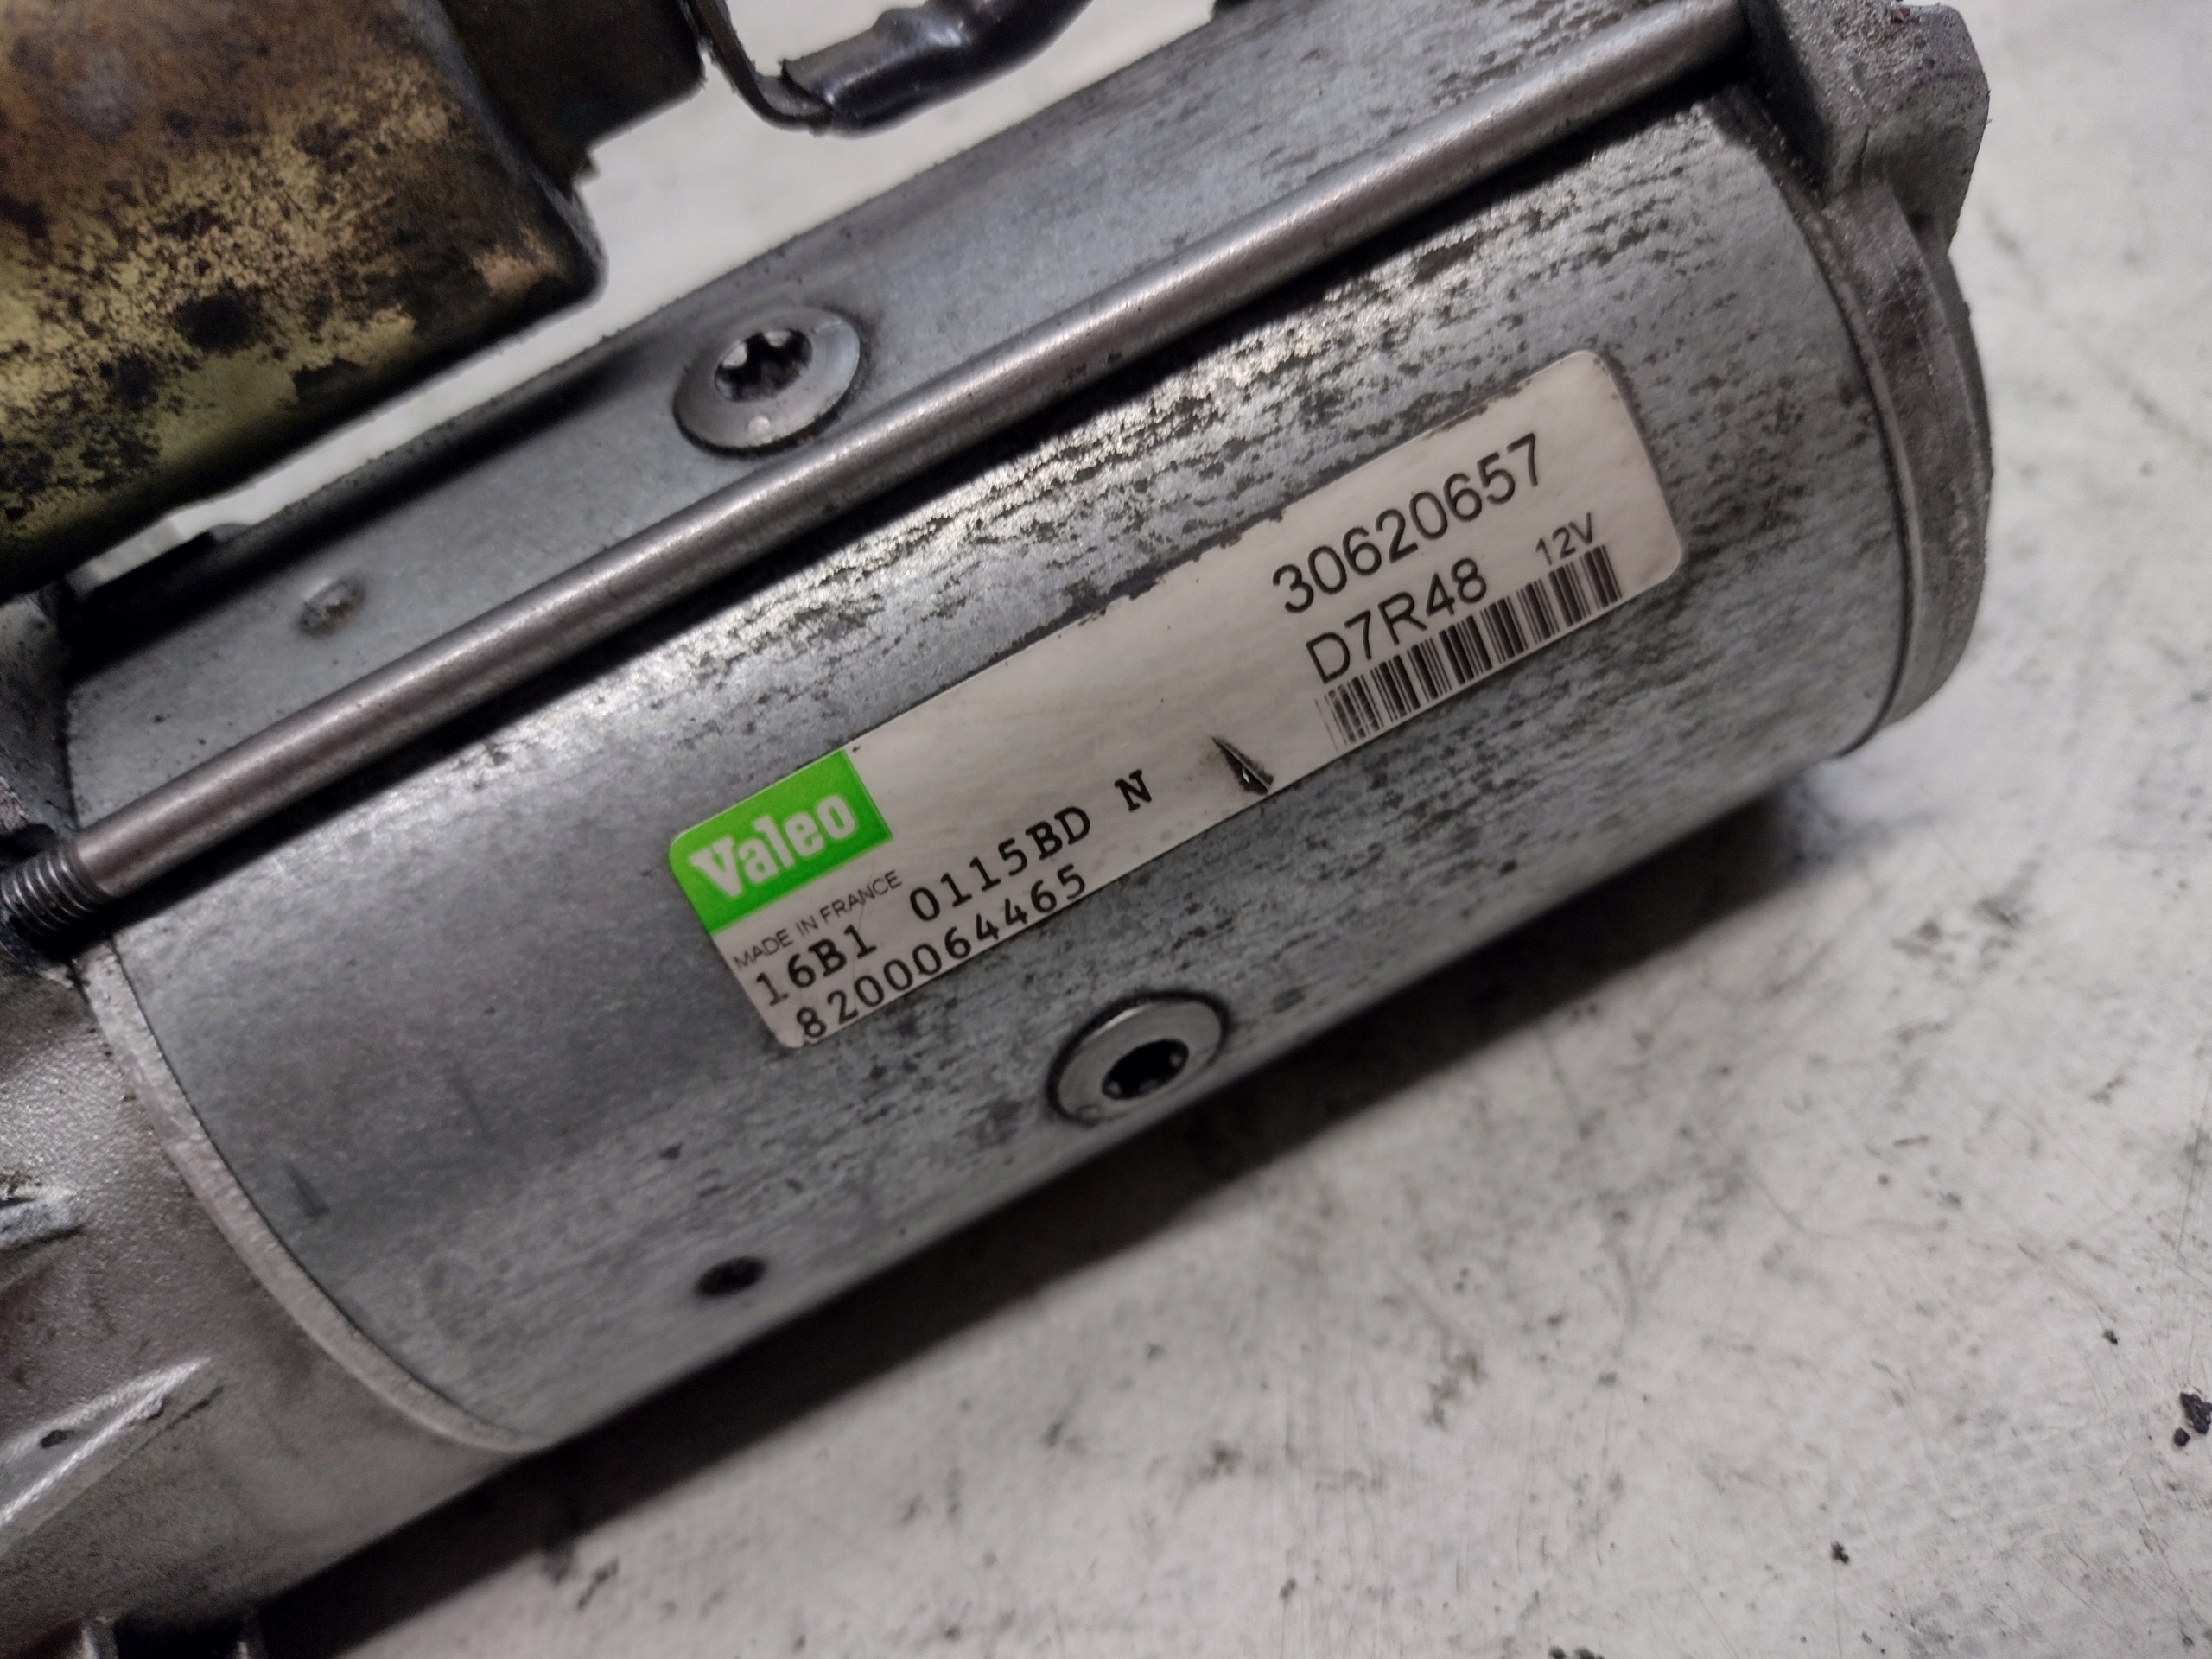 Valeo
MADE IN FRANCE
16B1 0115BD N
8200064465
30620657
D7R48 12V